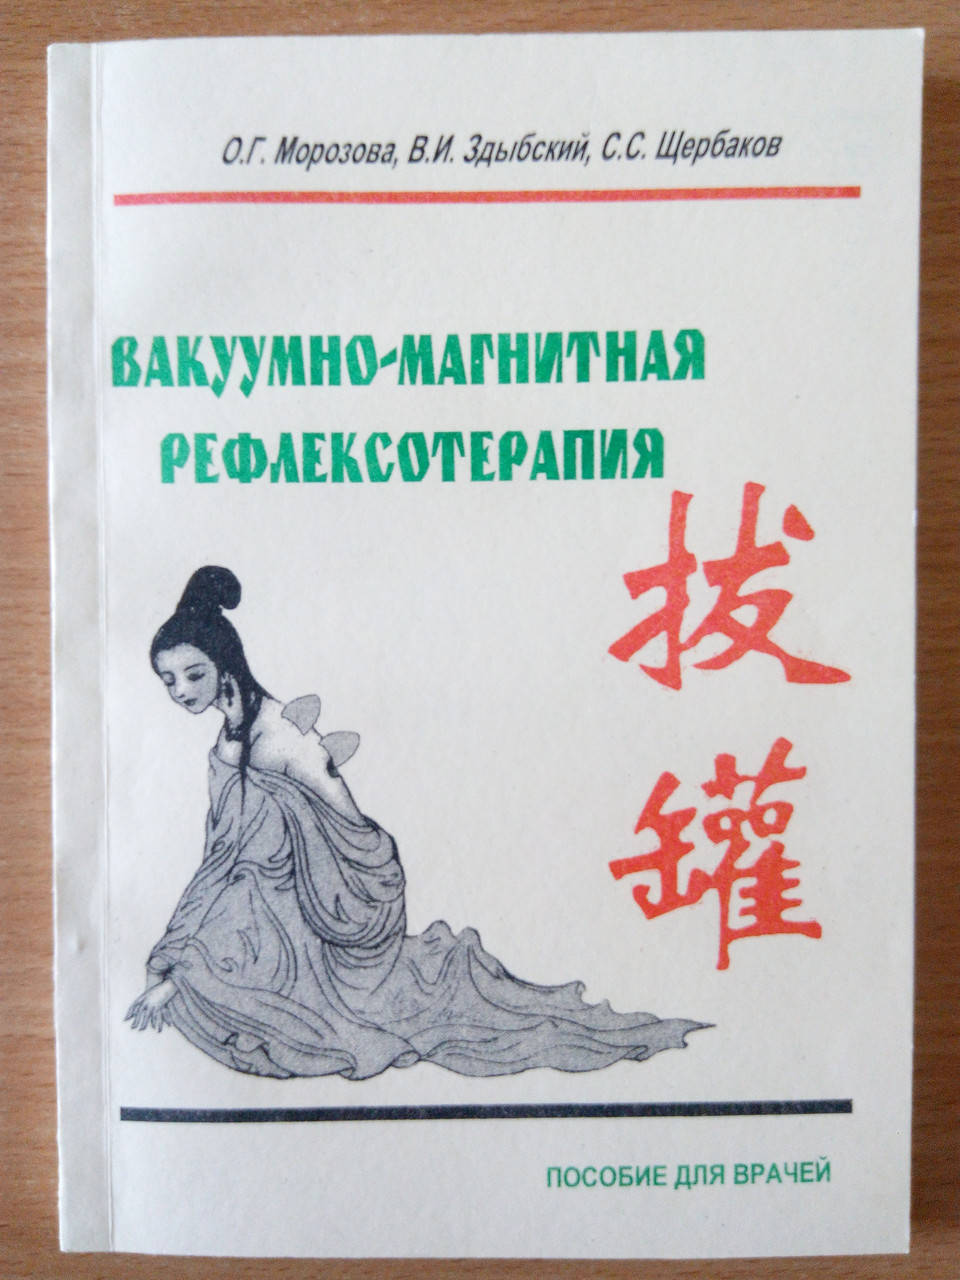 О.Г. Морозова, В.И. Здыбский, С.С. Щербаков
ВАКУУМНО-МАГНИТНАЯ
РЕФЛЕКСОТЕРАПИЯ
拔
罐
ПОСОБИЕ ДЛЯ ВРАЧЕЙ